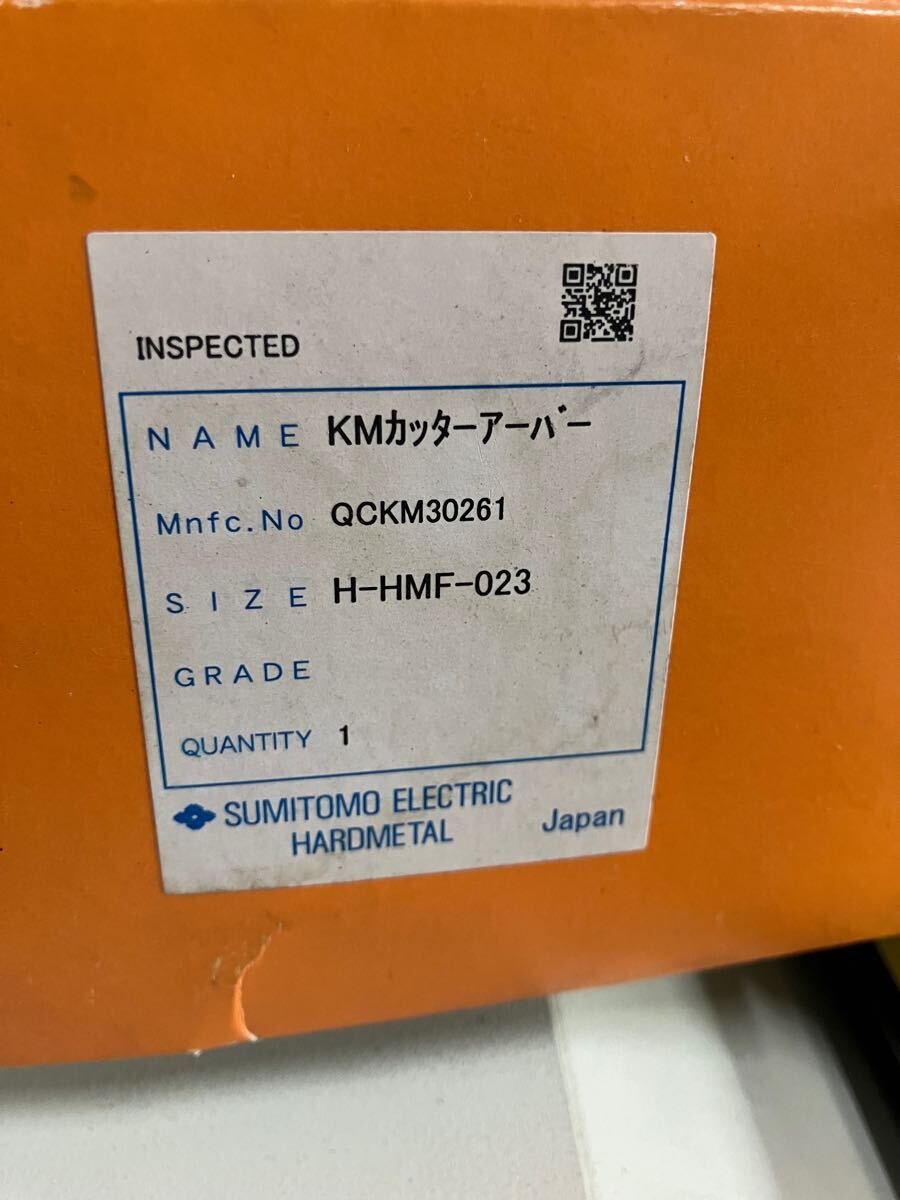 INSPECTED
NAME KMカッターアーバー
Mnfc.No QCKM30261
SIZE H-HMF-023
GRADE
QUANTITY 1
SUMITOMO ELECTRIC
HARDMETAL Japan